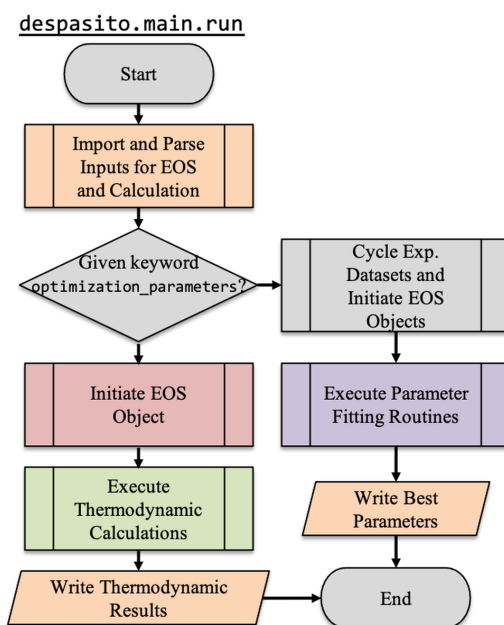 despasito.main.run
Start
Import and Parse
Inputs for EOS
and Calculation
Given keyword
optimization_parameters?
Cycle Exp.
Datasets and
Initiate EOS
Objects
Initiate EOS
Object
Execute Parameter
Fitting Routines
Execute
Thermodynamic
Calculations
Write Best
Parameters
Write Thermodynamic
Results
End